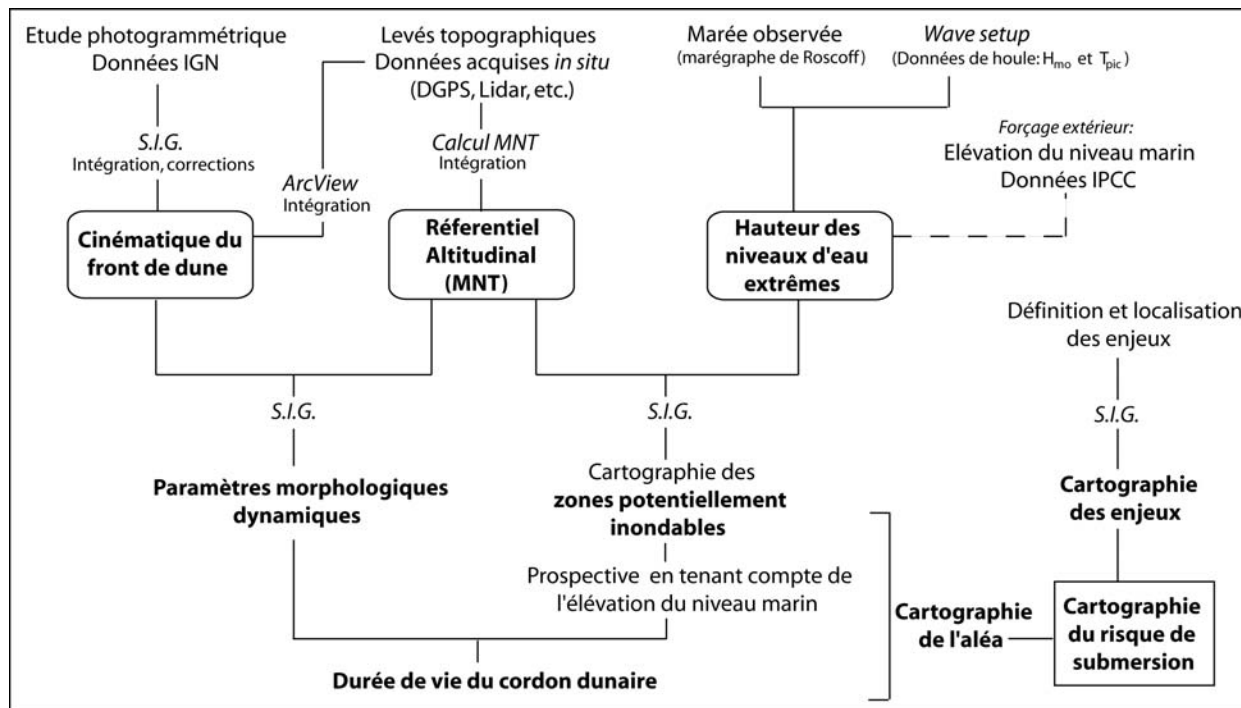 Etude photogrammétrique
Données IGN
Levés topographiques
Données acquises in situ
(DGPS, Lidar, etc.)
Marée observée
(marégraphe de Roscoff)
Wave setup
(Données de houle: Hmo et Tpic)
S.I.G.
Intégration, corrections
ArcView
Intégration
Calcul MNT
Intégration
Forçage extérieur:
Elévation du niveau marin
Données IPCC
Cinématique du
front de dune
Réferentiel
Altitudinal
(MNT)
Hauteur des
niveaux d'eau
extrêmes
Définition et localisation
des enjeux
S.I.G.
S.I.G.
S.I.G.
Paramètres morphologiques
dynamiques
Cartographie des
zones potentiellement
inondables
Cartographie
des enjeux
Prospective en tenant compte de
l'élévation du niveau marin
Cartographie
de l'aléa
Cartographie
du risque de
submersion
Durée de vie du cordon dunaire